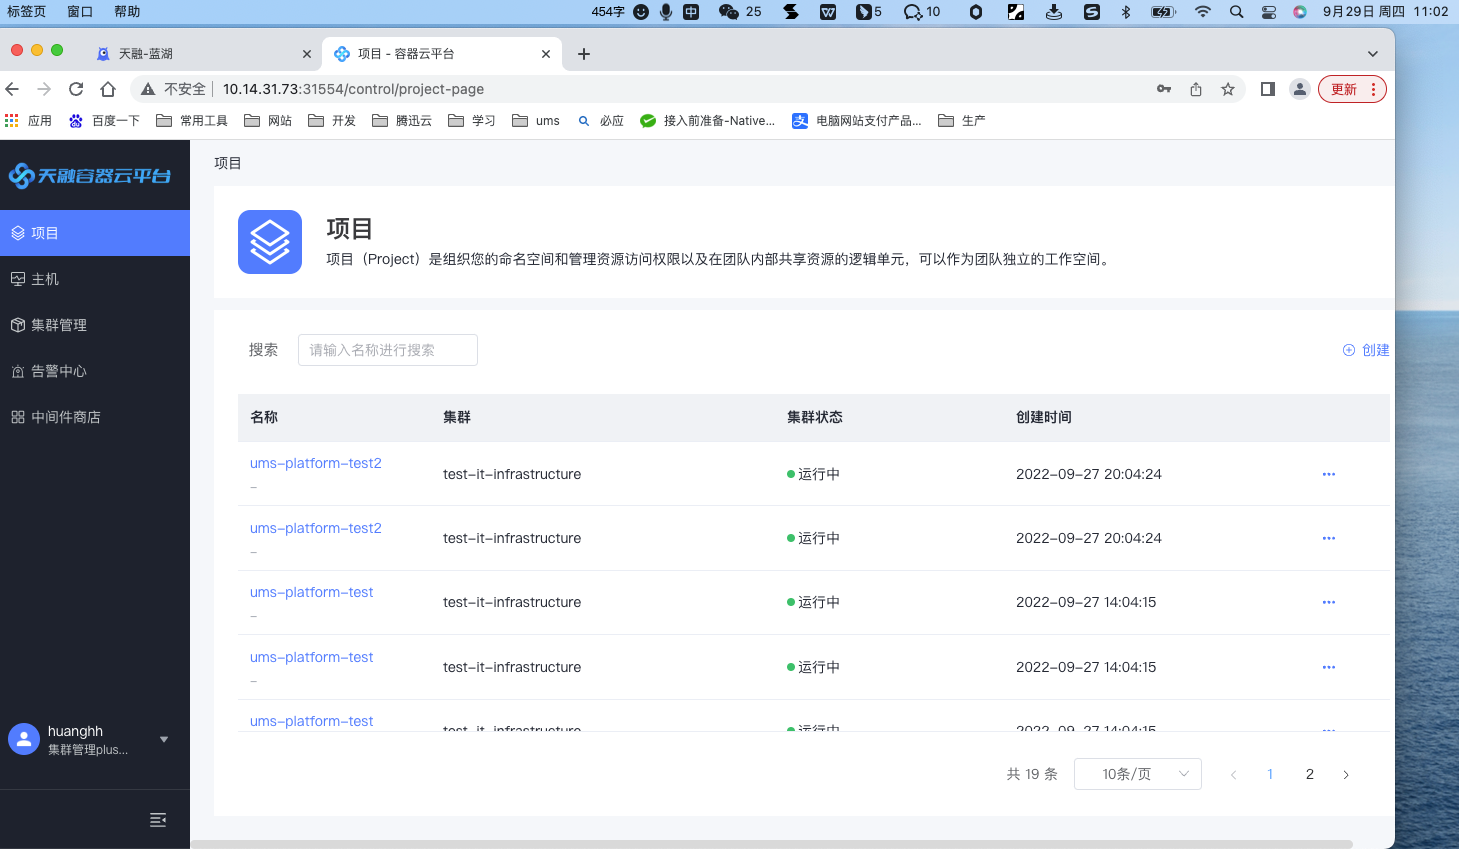 标签页 窗口 帮助 454字 中 25 5 10 9月29日 周四 11:02
天融-蓝湖 项目 - 容器云平台
不安全 10.14.31.73:31554/control/project-page 更新
应用 百度一下 常用工具 网站 开发 腾迅云 学习 ums 必应 接入前准备-Native... 电脑网站支付产品... 生产
天融容器云平台
项目
主机
集群管理
告警中心
中间件商店
huanghh
集群管理plus...
项目
项目
项目（Project）是组织您的命名空间和管理资源访问权限以及在团队内部共享资源的逻辑单元，可以作为团队独立的工作空间。
搜索 请输入名称进行搜索 创建
名称 集群 集群状态 创建时间
ums-platform-test2 test-it-infrastructure 运行中 2022-09-27 20:04:24
-
ums-platform-test2 test-it-infrastructure 运行中 2022-09-27 20:04:24
-
ums-platform-test test-it-infrastructure 运行中 2022-09-27 14:04:15
-
ums-platform-test test-it-infrastructure 运行中 2022-09-27 14:04:15
-
ums-platform-test test-it-infrastructure 运行中 2022-09-27 14:04:15
共 19 条 10条/页 1 2